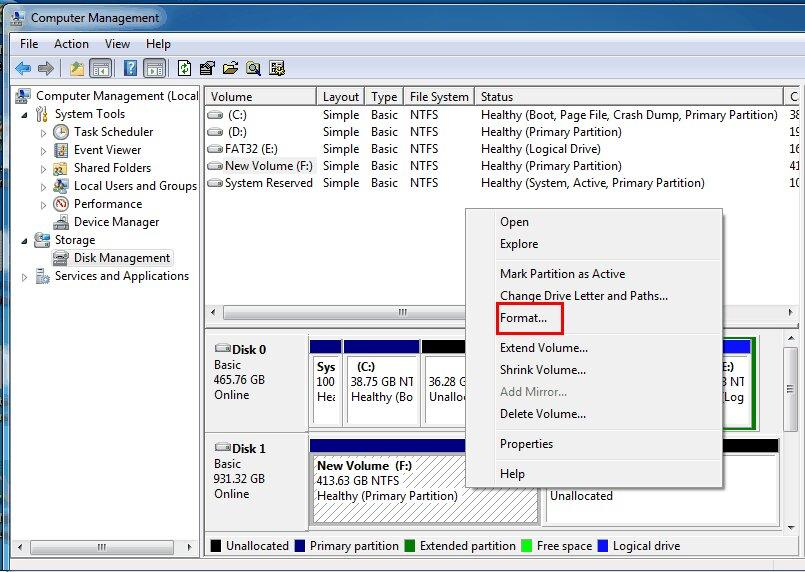 Computer Management
File Action View Help
Computer Management (Local
System Tools
Task Scheduler
Event Viewer
Shared Folders
Local Users and Groups
Performance
Device Manager
Storage
Disk Management
Services and Applications
Volume Layout Type File System Status C
(C:) Simple Basic NTFS Healthy (Boot, Page File, Crash Dump, Primary Partition) 38
(D:) Simple Basic NTFS Healthy (Primary Partition) 19
FAT32 (E:) Simple Basic NTFS Healthy (Logical Drive) 16
New Volume (F:) Simple Basic NTFS Healthy (Primary Partition) 41
System Reserved Simple Basic NTFS Healthy (System, Active, Primary Partition) 10
Open
Explore
Mark Partition as Active
Change Drive Letter and Paths...
Format...
Extend Volume...
Shrink Volume...
Add Mirror...
Delete Volume...
Properties
Help
Disk 0
Basic
465.76 GB
Online
Sys
100
Hea
(C:)
38.75 GB NT
Healthy (Bo
36.28 G
Unalloc
E:)
B NT
(Log
Disk 1
Basic
931.32 GB
Online
New Volume (F:)
413.63 GB NTFS
Healthy (Primary Partition)
Unallocated
Unallocated Primary partition Extended partition Free space Logical drive